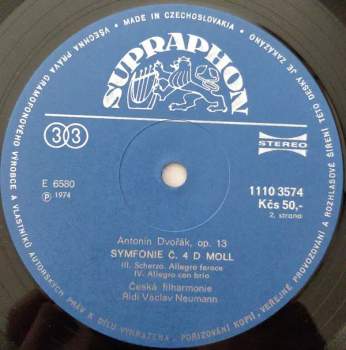 MADE IN CZECHOSLOVAKIA
SUPRAPHON
33
STEREO
E 6580
℗ 1974
1110 3574
Kčs 50,-
2. strana
Antonín Dvořák, op. 13
SYMFONIE Č. 4 D MOLL
III. Scherzo. Allegro feroce
IV. Allegro con brio
Česká filharmonie
Řídí Václav Neumann
VŠECHNA PRÁVA GRAMOFONOVÉHO VÝROBCE A VLASTNÍKŮ AUTORSKÝCH PRÁV K DÍLU VYHRAZENA. POŘIZOVÁNÍ KOPIÍ, VEŘEJNÉ PROVOZOVÁNÍ A ROZHLASOVÉ ŠÍŘENÍ TÉTO DESKY JE ZAKÁZÁNO